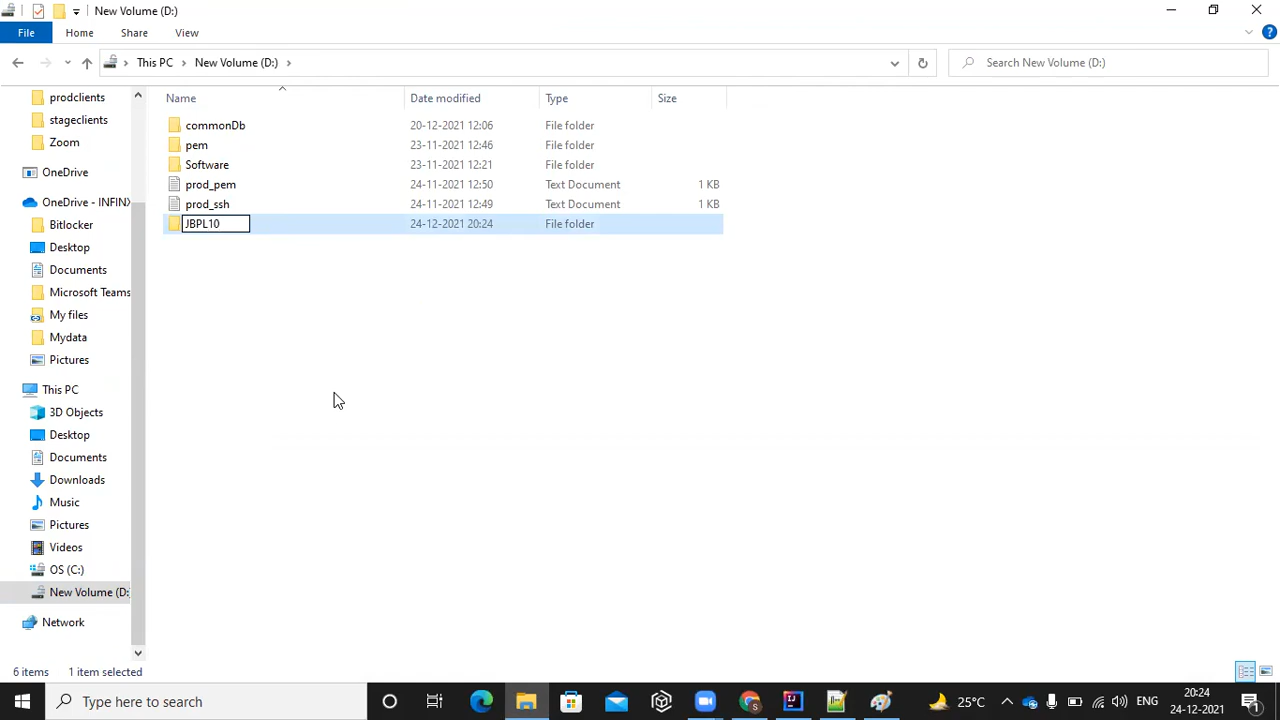 New Volume (D:)
File Home Share View
This PC New Volume (D:) Search New Volume (D:)
Name Date modified Type Size
prodclients
stageclients
Zoom
OneDrive
OneDrive - INFINX
Bitlocker
Desktop
Documents
Microsoft Teams
My files
Mydata
Pictures
This PC
3D Objects
Desktop
Documents
Downloads
Music
Pictures
Videos
OS (C:)
New Volume (D:
Network
commonDb 20-12-2021 12:06 File folder
pem 23-11-2021 12:46 File folder
Software 23-11-2021 12:21 File folder
prod_pem 24-11-2021 12:50 Text Document 1 KB
prod_ssh 24-11-2021 12:49 Text Document 1 KB
JBPL10 24-12-2021 20:24 File folder
6 items 1 item selected
Type here to search
25°C ENG 20:24
24-12-2021 1